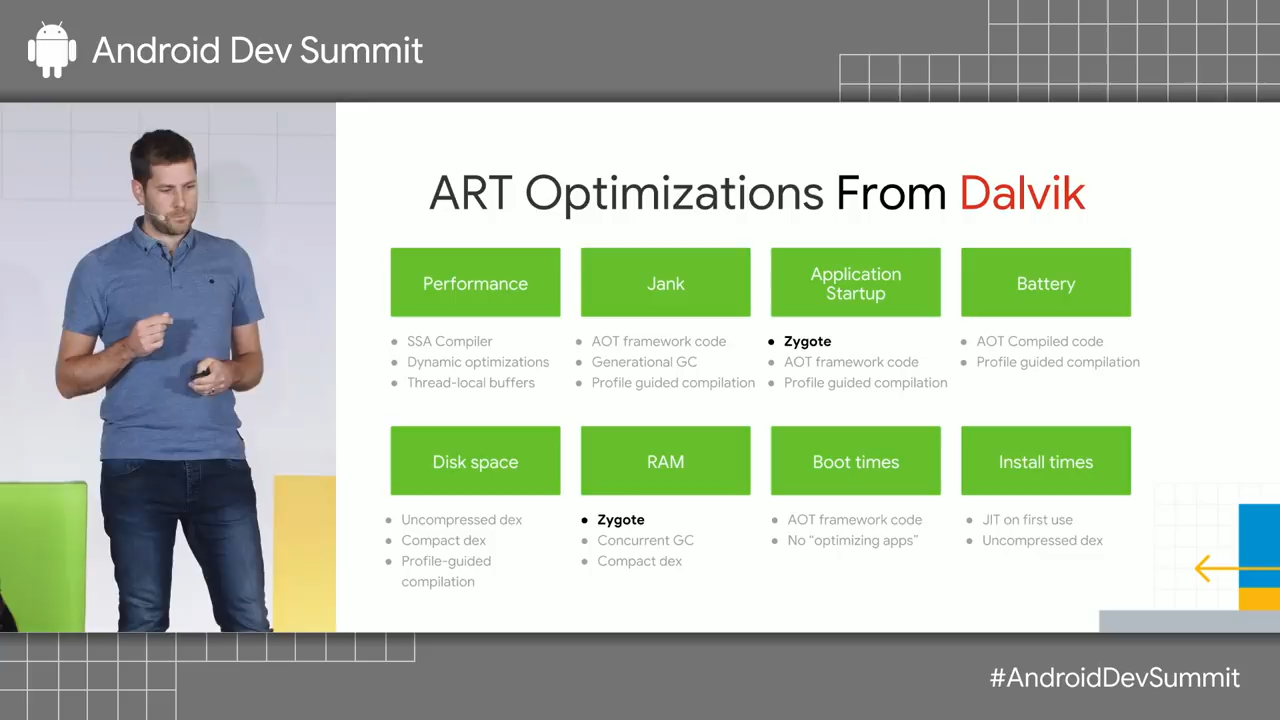 Android Dev Summit
ART Optimizations From Dalvik
Performance
Jank
Application
Startup
Battery
SSA Compiler
Dynamic optimizations
Thread-local buffers
AOT framework code
Generational GC
Profile guided compilation
Zygote
AOT framework code
Profile guided compilation
AOT Compiled code
Profile guided compilation
Disk space
RAM
Boot times
Install times
Uncompressed dex
Compact dex
Profile-guided
compilation
Zygote
Concurrent GC
Compact dex
AOT framework code
No “optimizing apps”
JIT on first use
Uncompressed dex
#AndroidDevSummit